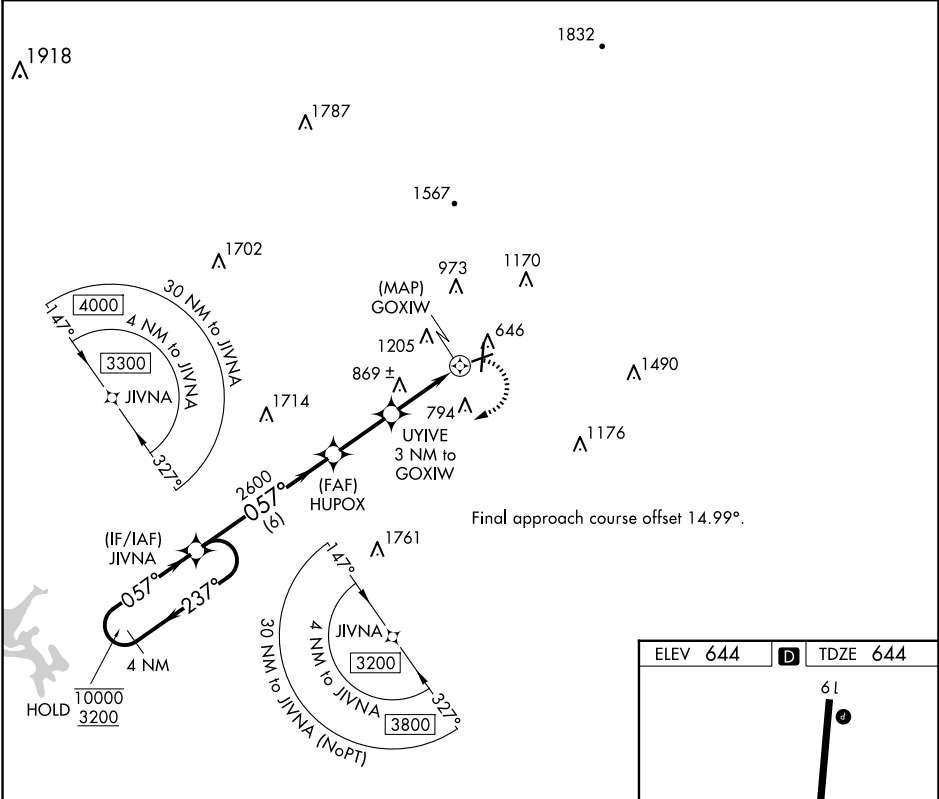 1832
1918
1787
1567
1702
973
1170
(MAP)
GOXIW
646
1205
869 ±
1490
794
1176
4000
30 NM to JIVNA
147°
4 NM to JIVNA
3300
JIVNA
327°
1714
UYIVE
3 NM to
GOXIW
(FAF)
HUPOX
2600
057°
(6)
Final approach course offset 14.99°.
(IF/IAF)
JIVNA
1761
057°
237°
4 NM
HOLD
10000
3200
147°
JIVNA
3200
4 NM to JIVNA
30 NM to JIVNA (NoPT)
327°
3800
ELEV 644
D
TDZE 644
19
P